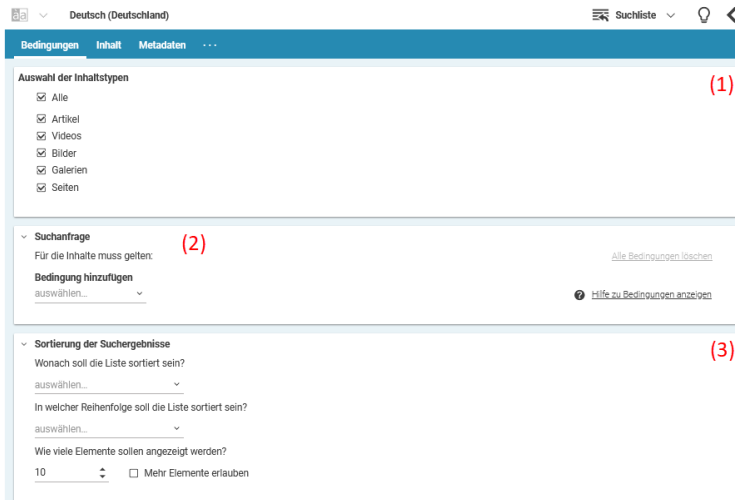 āa Deutsch (Deutschland) Suchliste
Bedingungen Inhalt Metadaten ...
Auswahl der Inhaltstypen (1)
Alle
Artikel
Videos
Bilder
Galerien
Seiten
Suchanfrage (2)
Für die Inhalte muss gelten: Alle Bedingungen löschen
Bedingung hinzufügen
auswählen... Hilfe zu Bedingungen anzeigen
Sortierung der Suchergebnisse (3)
Wonach soll die Liste sortiert sein?
auswählen...
In welcher Reihenfolge soll die Liste sortiert sein?
auswählen...
Wie viele Elemente sollen angezeigt werden?
10 Mehr Elemente erlauben